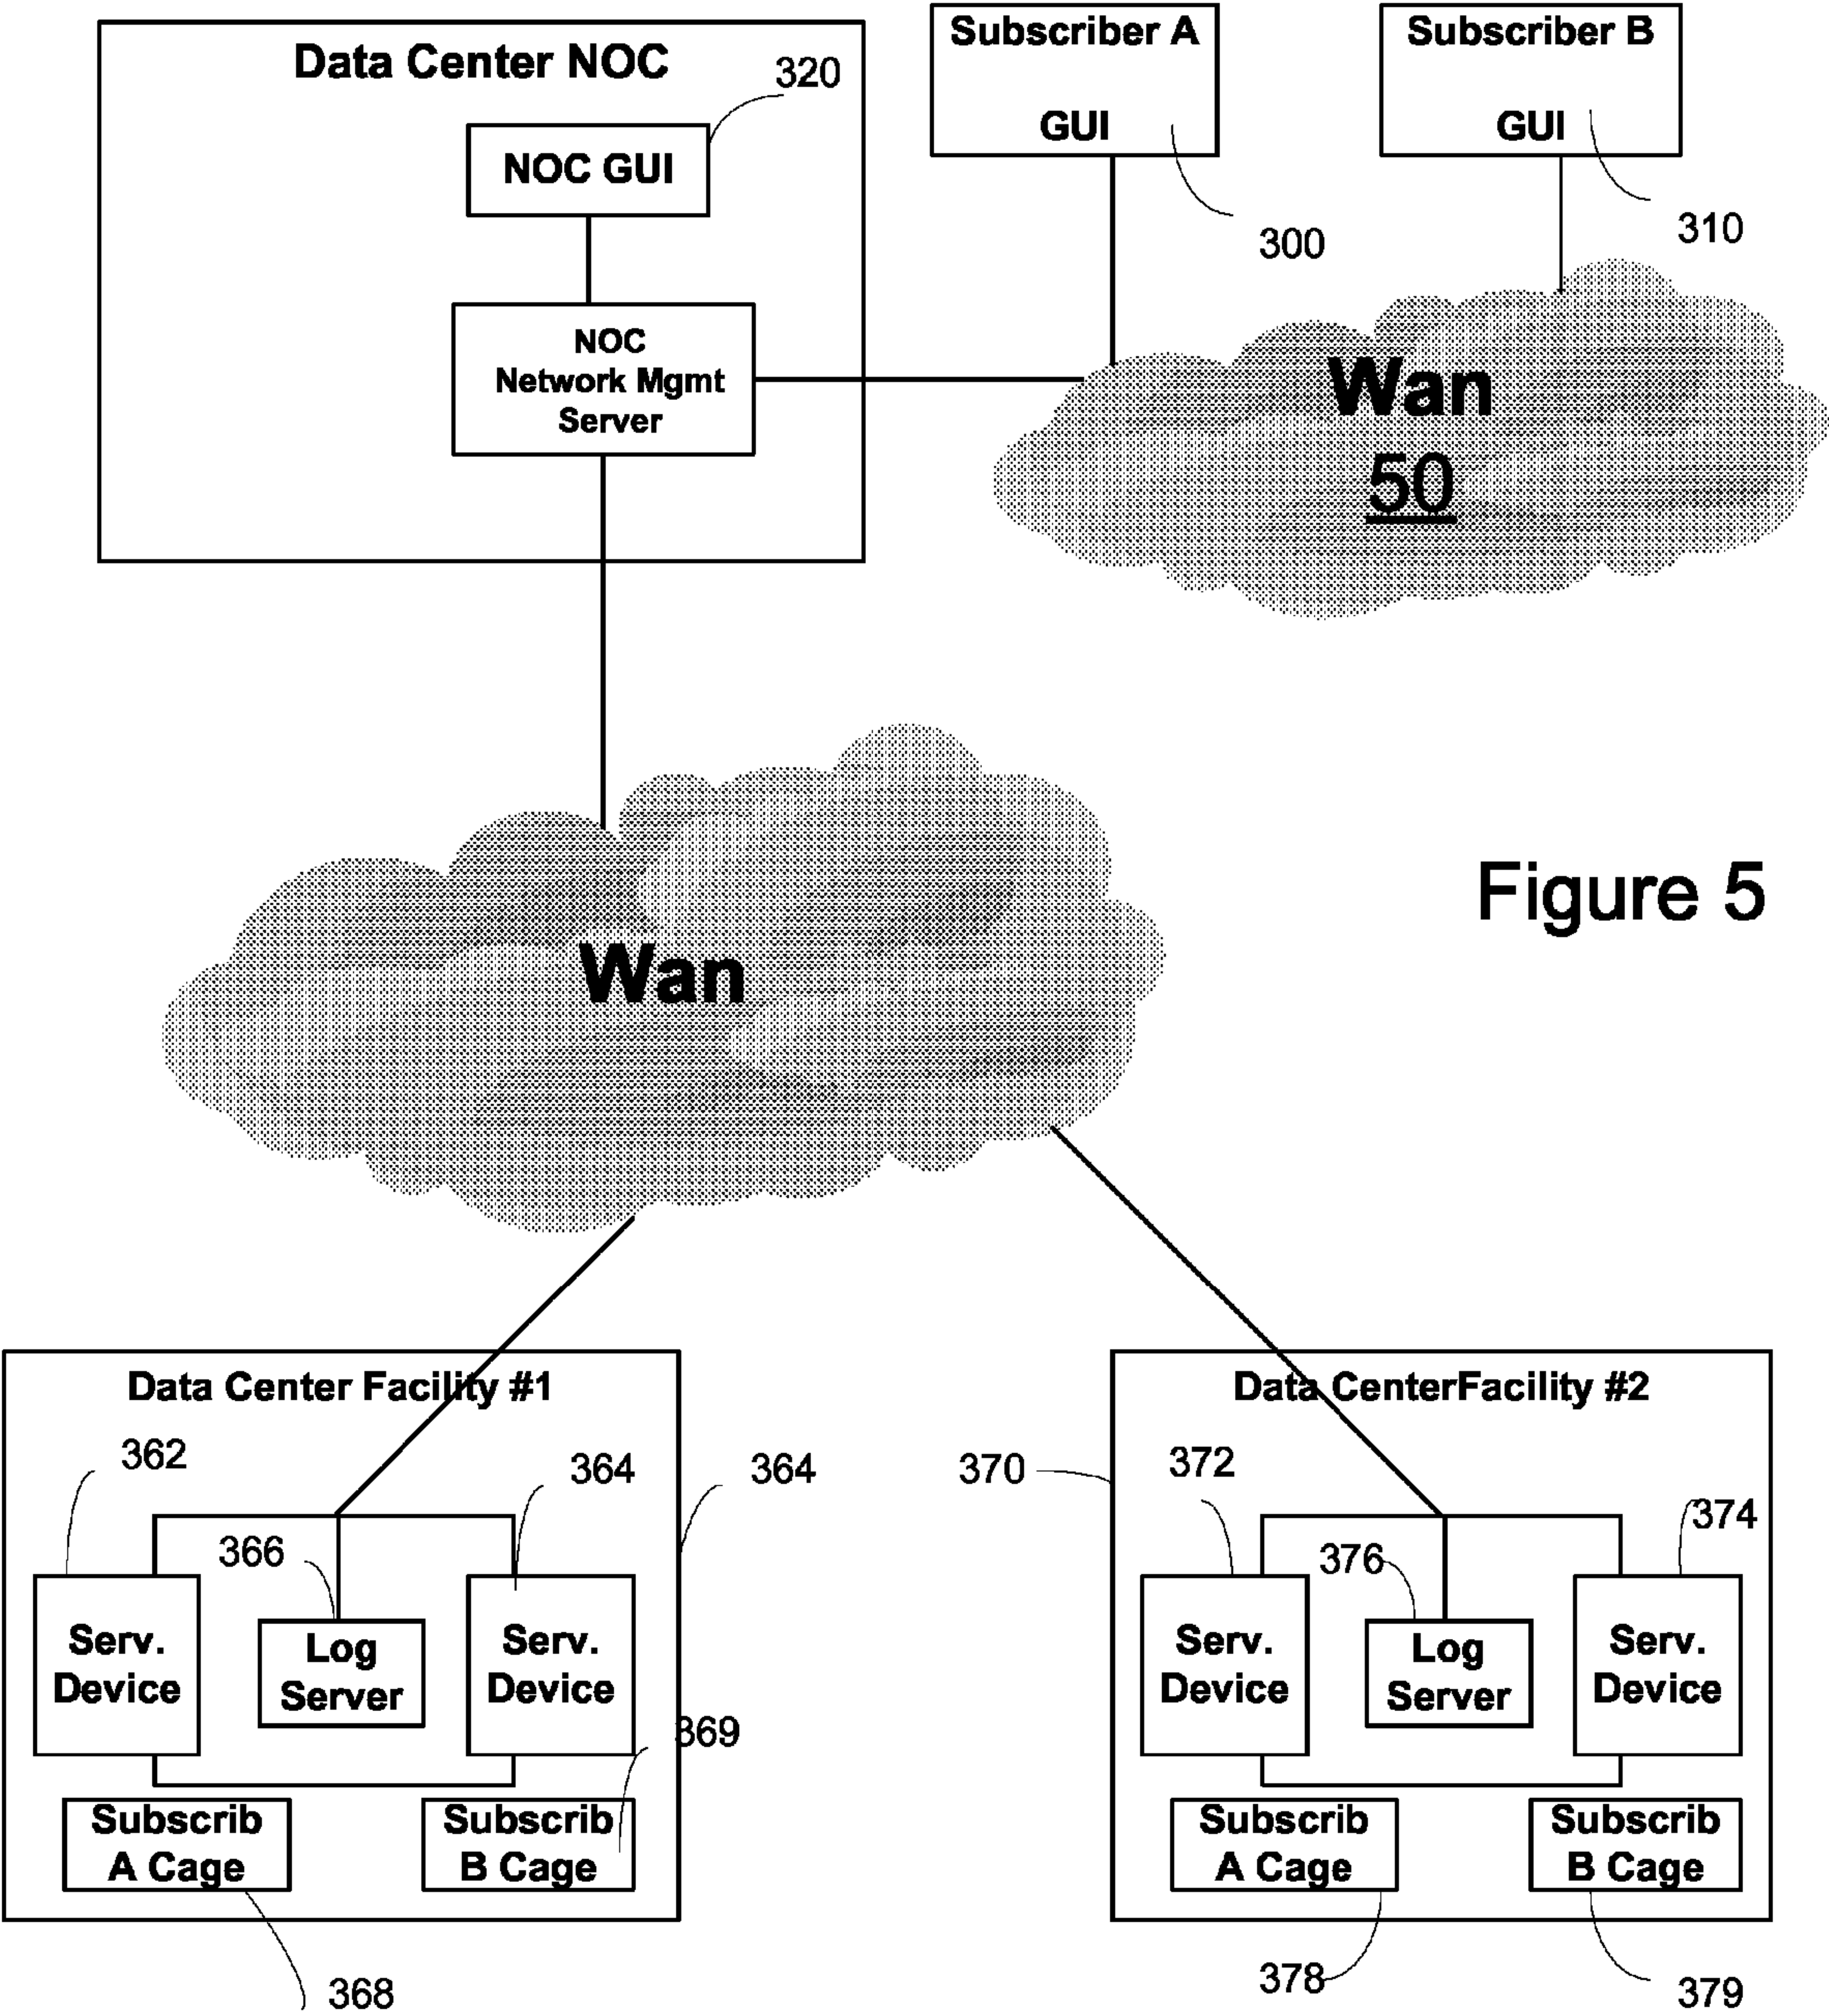 Data Center NOC
320
NOC GUI
NOC
Network Mgmt
Server
Subscriber A
GUI
300
Subscriber B
GUI
310
Wan
50
Wan
Figure 5
Data Center Facility #1
362
364
364
366
Serv.
Device
Log
Server
Serv.
Device
369
Subscrib
A Cage
Subscrib
B Cage
368
Data CenterFacility #2
370
372
374
376
Serv.
Device
Log
Server
Serv.
Device
Subscrib
A Cage
Subscrib
B Cage
378
379